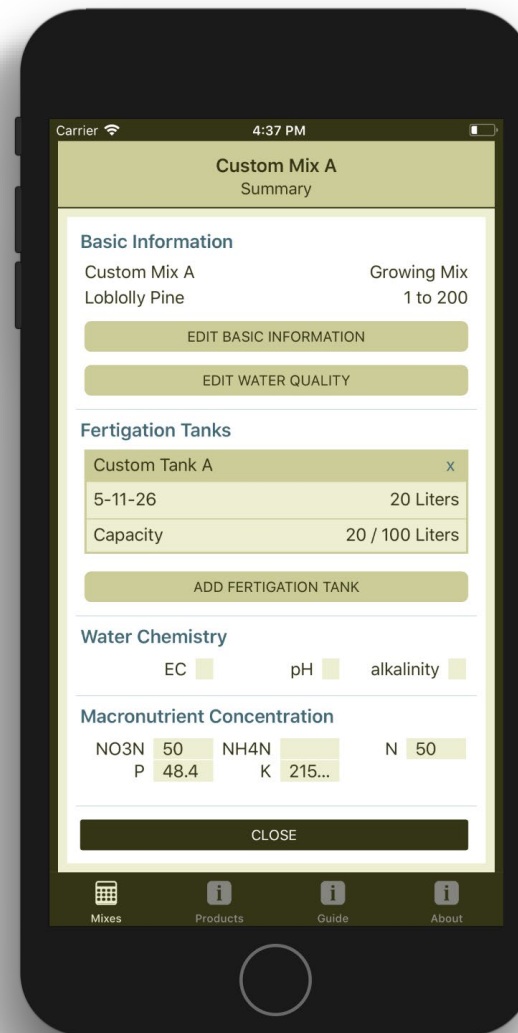 Carrier 4:37 PM
Custom Mix A
Summary
Basic Information
Custom Mix A Growing Mix
Loblolly Pine 1 to 200
EDIT BASIC INFORMATION
EDIT WATER QUALITY
Fertigation Tanks
Custom Tank A x
5-11-26 20 Liters
Capacity 20 / 100 Liters
ADD FERTIGATION TANK
Water Chemistry
EC pH alkalinity
Macronutrient Concentration
NO3N 50 NH4N N 50
P 48.4 K 215...
CLOSE
Mixes Products Guide About